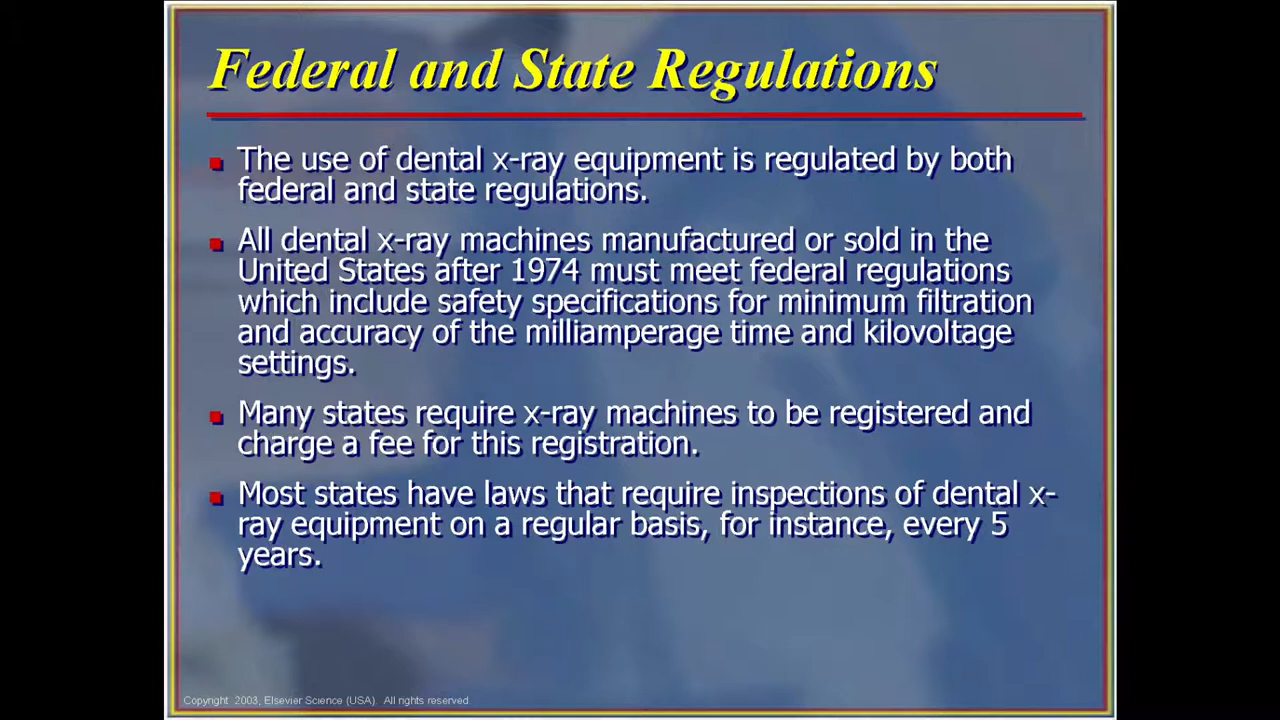 Federal and State Regulations
The use of dental x-ray equipment is regulated by both
federal and state regulations.
All dental x-ray machines manufactured or sold in the
United States after 1974 must meet federal regulations
which include safety specifications for minimum filtration
and accuracy of the milliamperage time and kilovoltage
settings.
Many states require x-ray machines to be registered and
charge a fee for this registration.
Most states have laws that require inspections of dental x-
ray equipment on a regular basis, for instance, every 5
years.
Copyright 2003, Elsevier Science (USA). All rights reserved